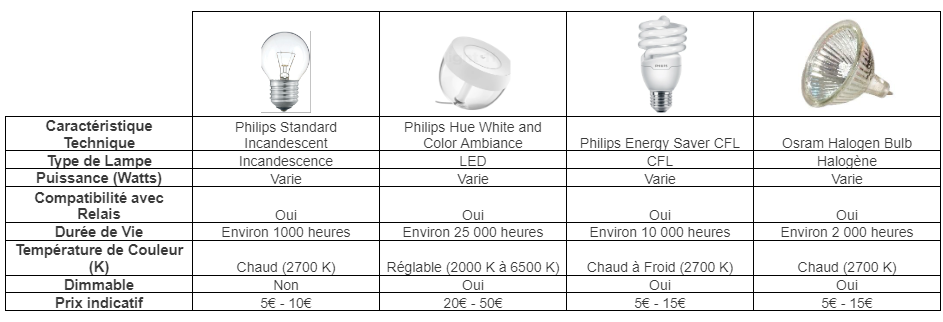 Caractéristique Technique
Philips Standard Incandescent
Philips Hue White and Color Ambiance
Philips Energy Saver CFL
Osram Halogen Bulb
Type de Lampe
Incandescence
LED
CFL
Halogène
Puissance (Watts)
Varie
Varie
Varie
Varie
Compatibilité avec Relais
Oui
Oui
Oui
Oui
Durée de Vie
Environ 1000 heures
Environ 25 000 heures
Environ 10 000 heures
Environ 2 000 heures
Température de Couleur (K)
Chaud (2700 K)
Réglable (2000 K à 6500 K)
Chaud à Froid (2700 K)
Chaud (2700 K)
Dimmable
Non
Oui
Oui
Oui
Prix indicatif
5€ - 10€
20€ - 50€
5€ - 15€
5€ - 15€